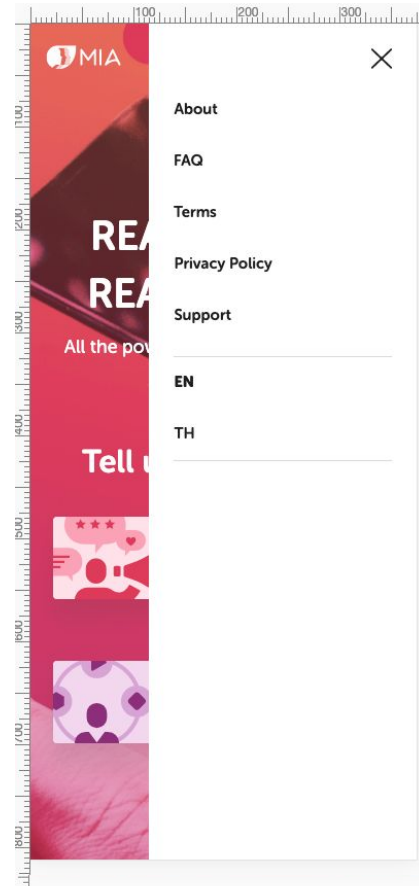 100 200 300
MIA
About
100
FAQ
Terms
200
REA
Privacy Policy
REA
300
Support
All the pow
EN
400
TH
Tell u
500
600
700
800